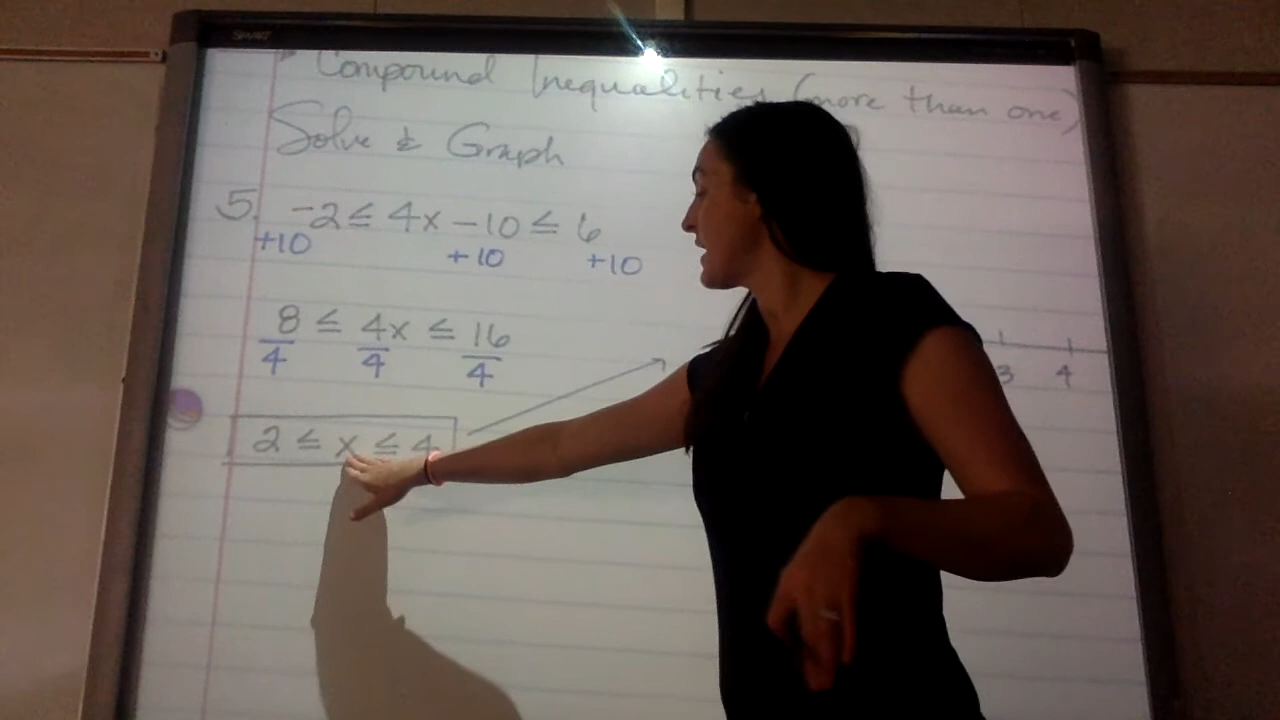 SMART
Compound Inequalities (more than one)
Solve & Graph
5. -2 ≤ 4x - 10 ≤ 6
+10 +10 +10
8 ≤ 4x ≤ 16
4 4 4
2 ≤ x ≤ 4
3 4